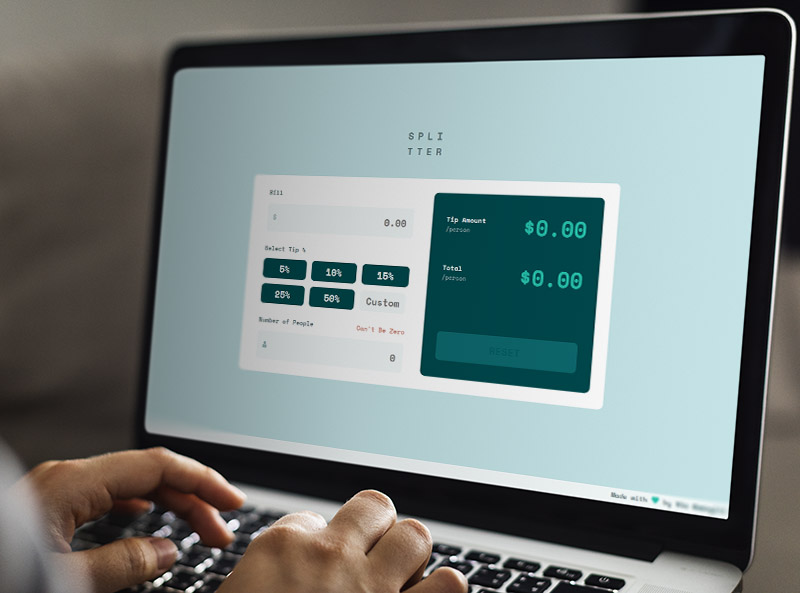 SPLI
TTER
Bill
$ 0.00
Select Tip %
5% 10% 15%
25% 50% Custom
Number of People Can't Be Zero
0
Tip Amount
/person
$0.00
Total
/person
$0.00
RESET
Made with 💚 by